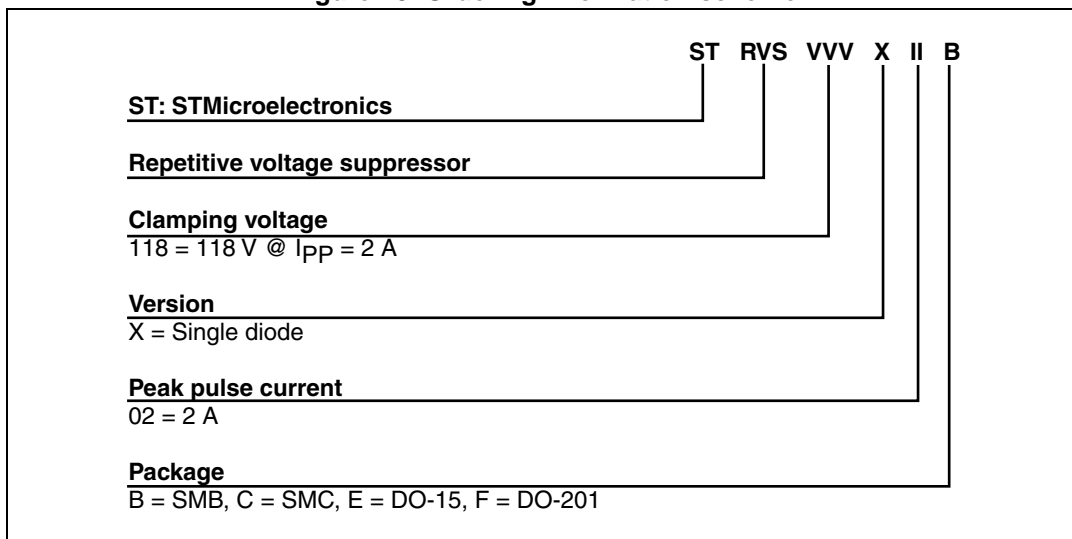 ST RVS VVV X II B
ST: STMicroelectronics
Repetitive voltage suppressor
Clamping voltage
118 = 118 V @ IPP = 2 A
Version
X = Single diode
Peak pulse current
02 = 2 A
Package
B = SMB, C = SMC, E = DO-15, F = DO-201